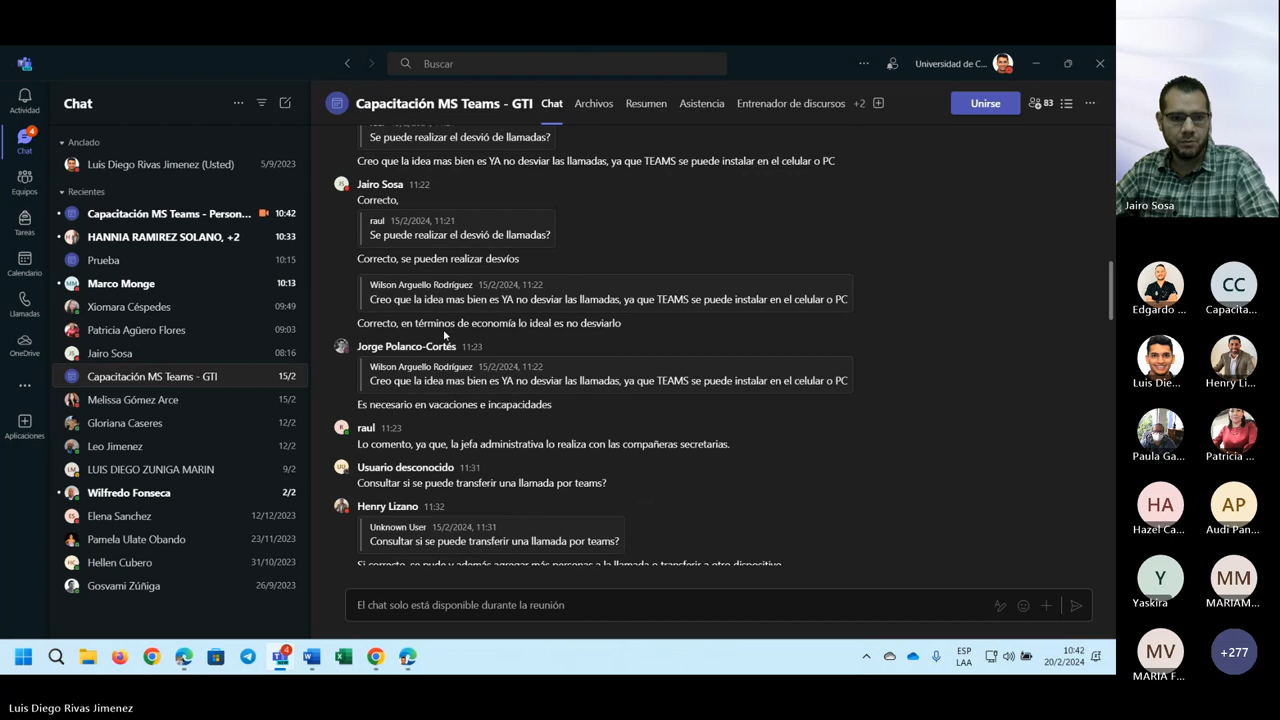 Buscar
Universidad de C...
Actividad
4
Chat
Equipos
Tareas
Calendario
Llamadas
OneDrive
Aplicaciones
Chat
Anclado
Luis Diego Rivas Jimenez (Usted) 5/9/2023
Recientes
Capacitación MS Teams - Person... 10:42
HANNIA RAMIREZ SOLANO, +2 10:33
Prueba 10:15
Marco Monge 10:13
Xiomara Céspedes 09:49
Patricia Agüero Flores 09:03
Jairo Sosa 08:16
Capacitación MS Teams - GTI 15/2
Melissa Gómez Arce 15/2
Gloriana Caseres 12/2
Leo Jimenez 12/2
LUIS DIEGO ZUNIGA MARIN 9/2
Wilfredo Fonseca 2/2
Elena Sanchez 12/12/2023
Pamela Ulate Obando 23/11/2023
Hellen Cubero 31/10/2023
Gosvami Zúñiga 26/9/2023
Capacitación MS Teams - GTI Chat Archivos Resumen Asistencia Entrenador de discursos +2 Unirse 83
Se puede realizar el desvió de llamadas?
Creo que la idea mas bien es YA no desviar las llamadas, ya que TEAMS se puede instalar en el celular o PC
JS Jairo Sosa 11:22
Correcto,
raul 15/2/2024, 11:21
Se puede realizar el desvió de llamadas?
Correcto, se pueden realizar desvíos
Wilson Arguello Rodríguez 15/2/2024, 11:22
Creo que la idea mas bien es YA no desviar las llamadas, ya que TEAMS se puede instalar en el celular o PC
Correcto, en términos de economía lo ideal es no desviarlo
Jorge Polanco-Cortés 11:23
Wilson Arguello Rodríguez 15/2/2024, 11:22
Creo que la idea mas bien es YA no desviar las llamadas, ya que TEAMS se puede instalar en el celular o PC
Es necesario en vacaciones e incapacidades
R raul 11:23
Lo comento, ya que, la jefa administrativa lo realiza con las compañeras secretarias.
UU Usuario desconocido 11:31
Consultar si se puede transferir una llamada por teams?
Henry Lizano 11:32
Unknown User 15/2/2024, 11:31
Consultar si se puede transferir una llamada por teams?
Si correcto, se pude y además agregar más personas a la llamada o transferir a otro dispositivo
El chat solo está disponible durante la reunión
4
ESP
LAA
10:42
20/2/2024
Jairo Sosa
Edgardo ...
CC
Capacita...
Luis Die...
Henry Li...
Paula Ga...
Patricia ...
HA
Hazel Ca...
AP
Audi Pan...
Y
Yaskira
MM
MARIAM...
MV
MARIA F...
+277
Luis Diego Rivas Jimenez